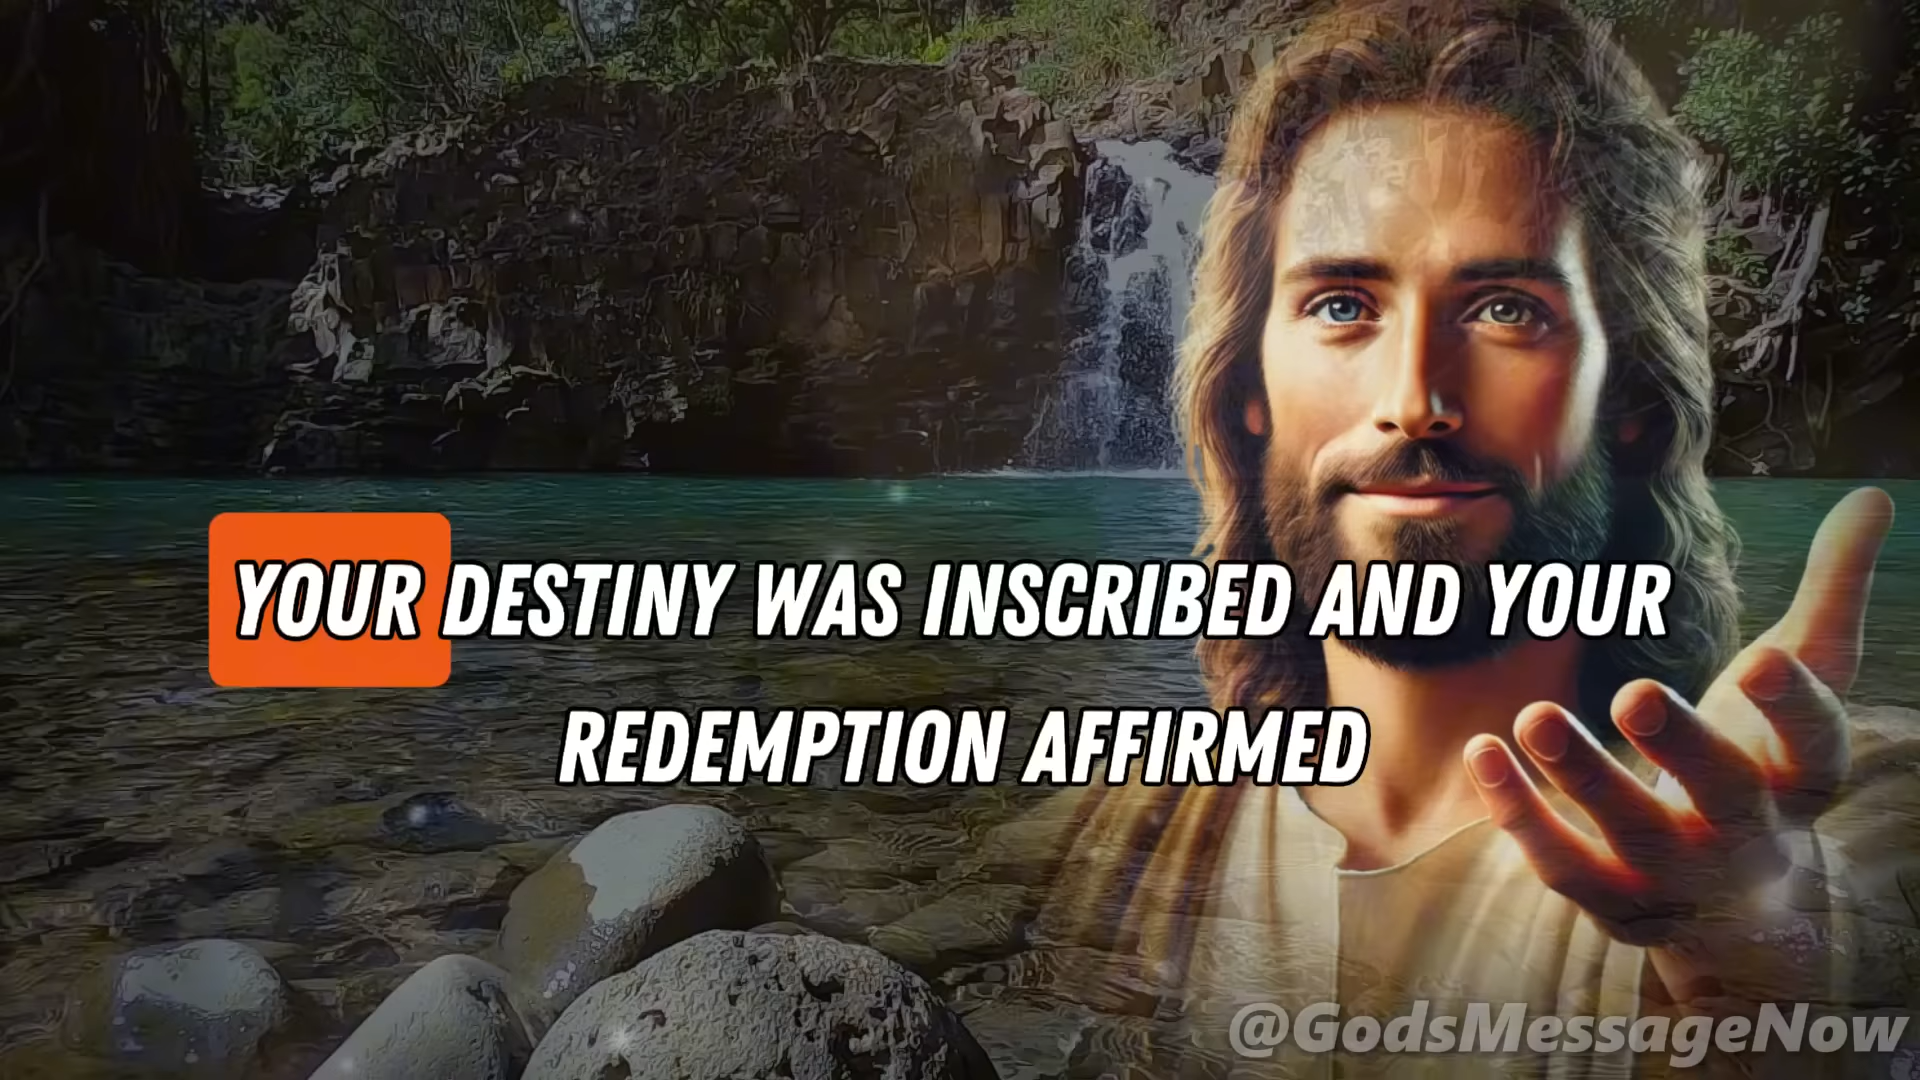 YOUR DESTINY WAS INSCRIBED AND YOUR
REDEMPTION AFFIRMED
@GodsMessageNow